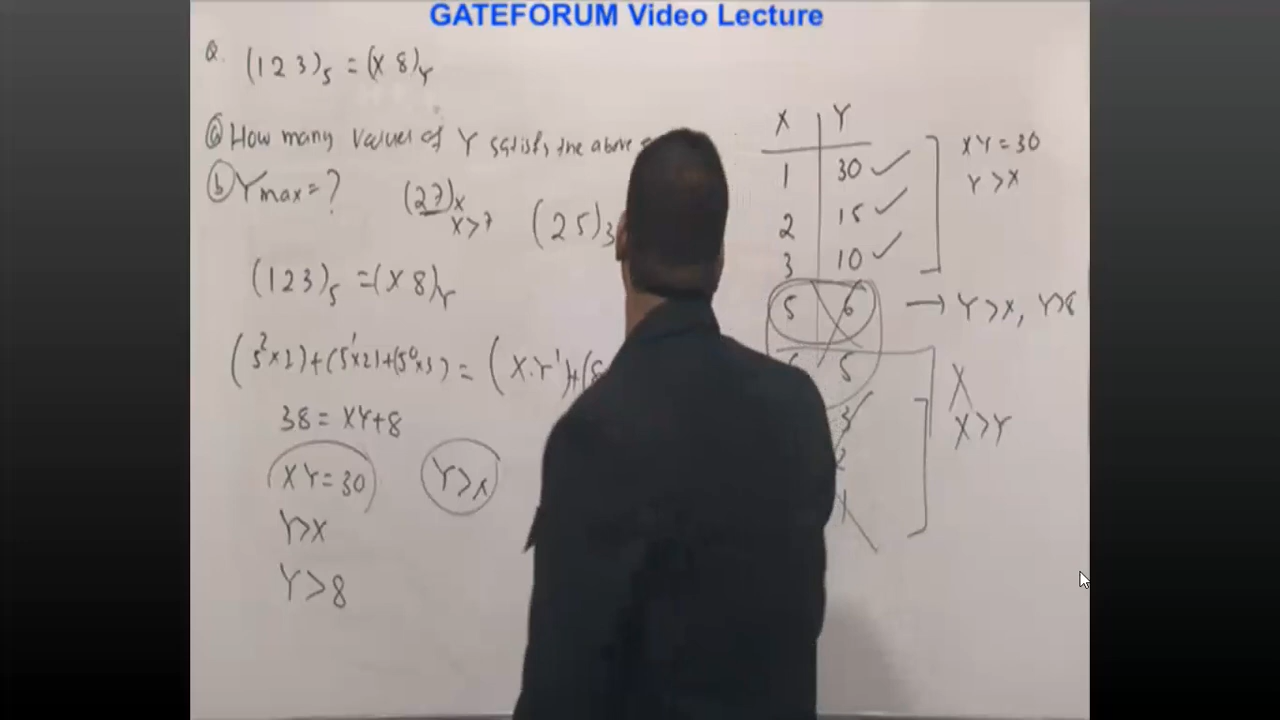 GATEFORUM Video Lecture
Q. (1 2 3)5 = (X 8)Y
(a) How many values of Y satisfy the above
(b) Ymax = ?
(27)x
x>7
(25)3
(1 2 3)5 = (X 8)Y
(5²×1)+(5¹×2)+(5⁰×3) = (X.Y¹)+(8
38 = XY+8
XY = 30
Y>X
Y>X
Y>8
X Y
1 30 ✓
2 15 ✓
3 10 ✓
5 6
5
3
2
XY = 30
Y>X
→ Y>X, Y>8
X
X>Y